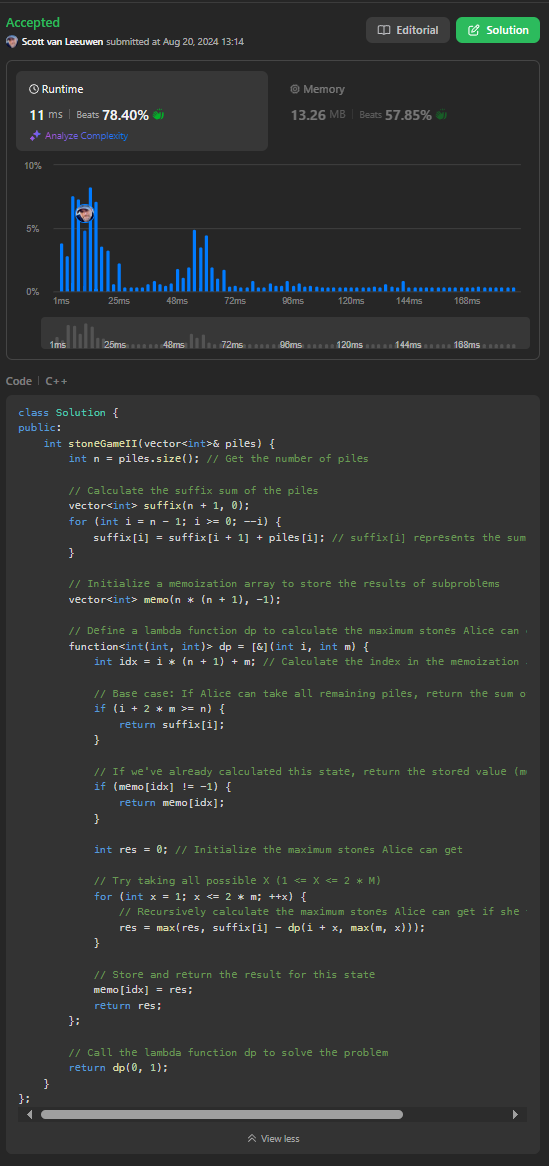 Accepted
Scott van Leeuwen submitted at Aug 20, 2024 13:14
Editorial
Solution
Runtime
11 ms | Beats 78.40%
Analyze Complexity
Memory
13.26 MB | Beats 57.85%
10%
5%
0%
1ms 25ms 48ms 72ms 96ms 120ms 144ms 168ms
1ms 25ms 48ms 72ms 96ms 120ms 144ms 168ms
Code | C++
class Solution {
public:
    int stoneGameII(vector<int>& piles) {
        int n = piles.size(); // Get the number of piles

        // Calculate the suffix sum of the piles
        vector<int> suffix(n + 1, 0);
        for (int i = n - 1; i >= 0; --i) {
            suffix[i] = suffix[i + 1] + piles[i]; // suffix[i] represents the sum
        }

        // Initialize a memoization array to store the results of subproblems
        vector<int> memo(n * (n + 1), -1);

        // Define a lambda function dp to calculate the maximum stones Alice can
        function<int(int, int)> dp = [&](int i, int m) {
            int idx = i * (n + 1) + m; // Calculate the index in the memoization

            // Base case: If Alice can take all remaining piles, return the sum o
            if (i + 2 * m >= n) {
                return suffix[i];
            }

            // If we've already calculated this state, return the stored value (m
            if (memo[idx] != -1) {
                return memo[idx];
            }

            int res = 0; // Initialize the maximum stones Alice can get

            // Try taking all possible X (1 <= X <= 2 * M)
            for (int x = 1; x <= 2 * m; ++x) {
                // Recursively calculate the maximum stones Alice can get if she
                res = max(res, suffix[i] - dp(i + x, max(m, x)));
            }

            // Store and return the result for this state
            memo[idx] = res;
            return res;
        };

        // Call the lambda function dp to solve the problem
        return dp(0, 1);
    }
};
View less